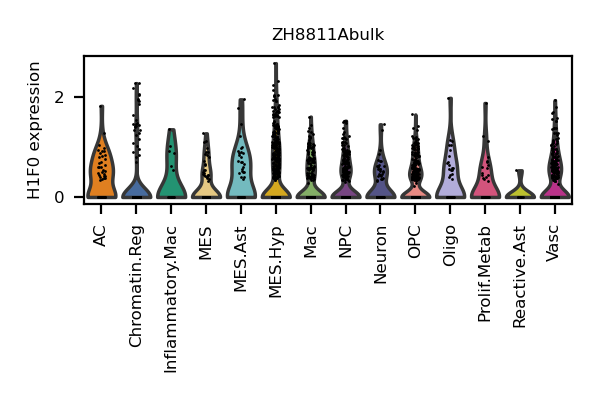 ZH8811Abulk
H1F0 expression
2
0
AC
Chromatin.Reg
Inflammatory.Mac
MES
MES.Ast
MES.Hyp
Mac
NPC
Neuron
OPC
Oligo
Prolif.Metab
Reactive.Ast
Vasc